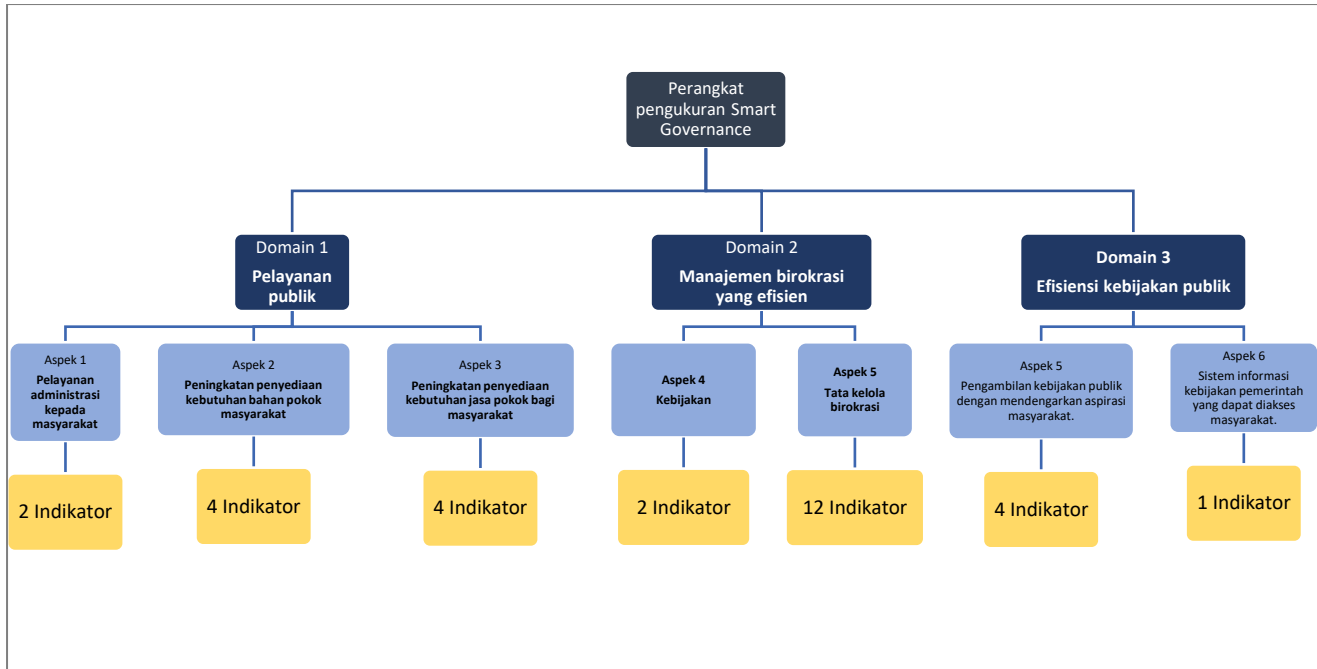 Perangkat
pengukuran Smart
Governance
Domain 1
Pelayanan
publik
Domain 2
Manajemen birokrasi
yang efisien
Domain 3
Efisiensi kebijakan publik
Aspek 1
Pelayanan
administrasi
kepada
masyarakat
Aspek 2
Peningkatan penyediaan
kebutuhan bahan pokok
masyarakat
Aspek 3
Peningkatan penyediaan
kebutuhan jasa pokok bagi
masyarakat
Aspek 4
Kebijakan
Aspek 5
Tata kelola
birokrasi
Aspek 5
Pengambilan kebijakan publik
dengan mendengarkan aspirasi
masyarakat.
Aspek 6
Sistem informasi
kebijakan pemerintah
yang dapat diakses
masyarakat.
2 Indikator
4 Indikator
4 Indikator
2 Indikator
12 Indikator
4 Indikator
1 Indikator